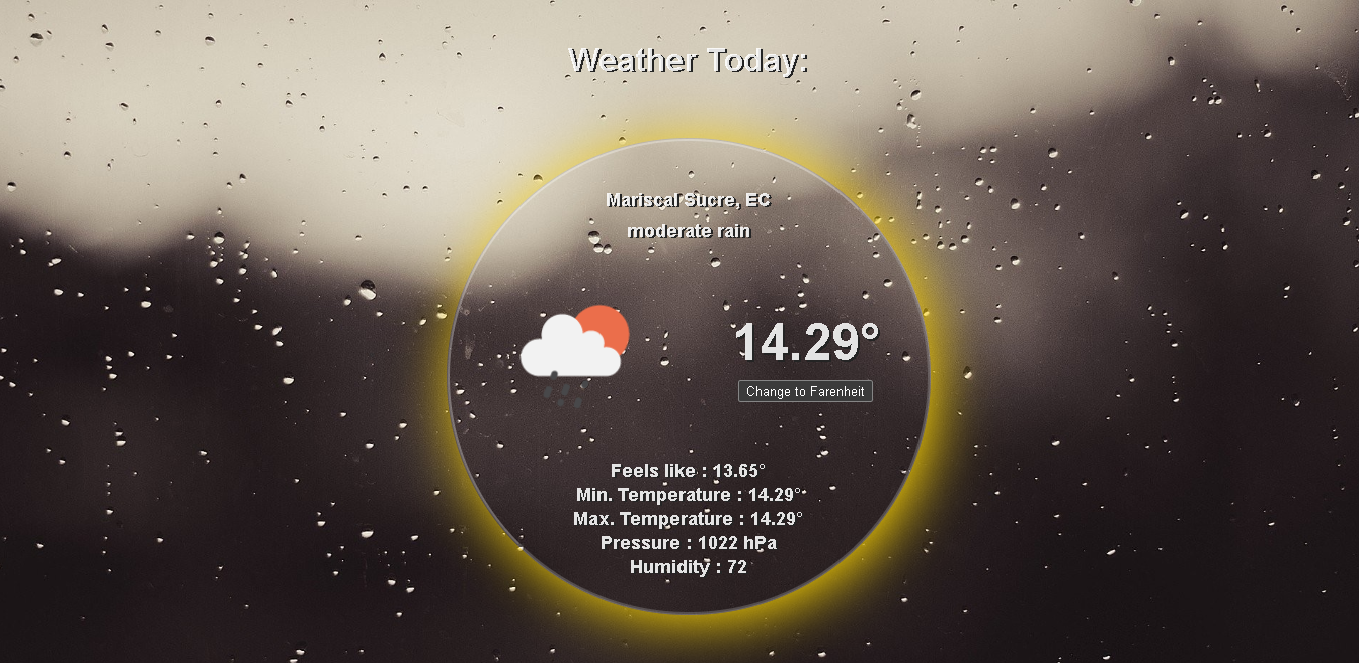 Weather Today:
Mariscal Sucre, EC
moderate rain
14.29°
Change to Farenheit
Feels like : 13.65°
Min. Temperature : 14.29°
Max. Temperature : 14.29°
Pressure : 1022 hPa
Humidity : 72